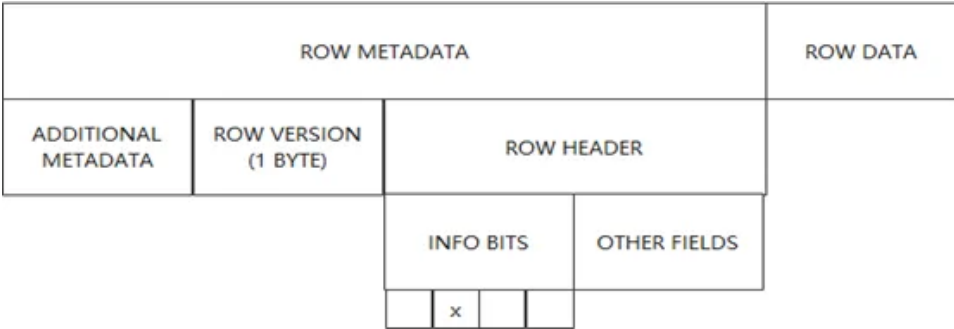 ROW METADATA
ROW DATA
ADDITIONAL
METADATA
ROW VERSION
(1 BYTE)
ROW HEADER
INFO BITS
OTHER FIELDS
x